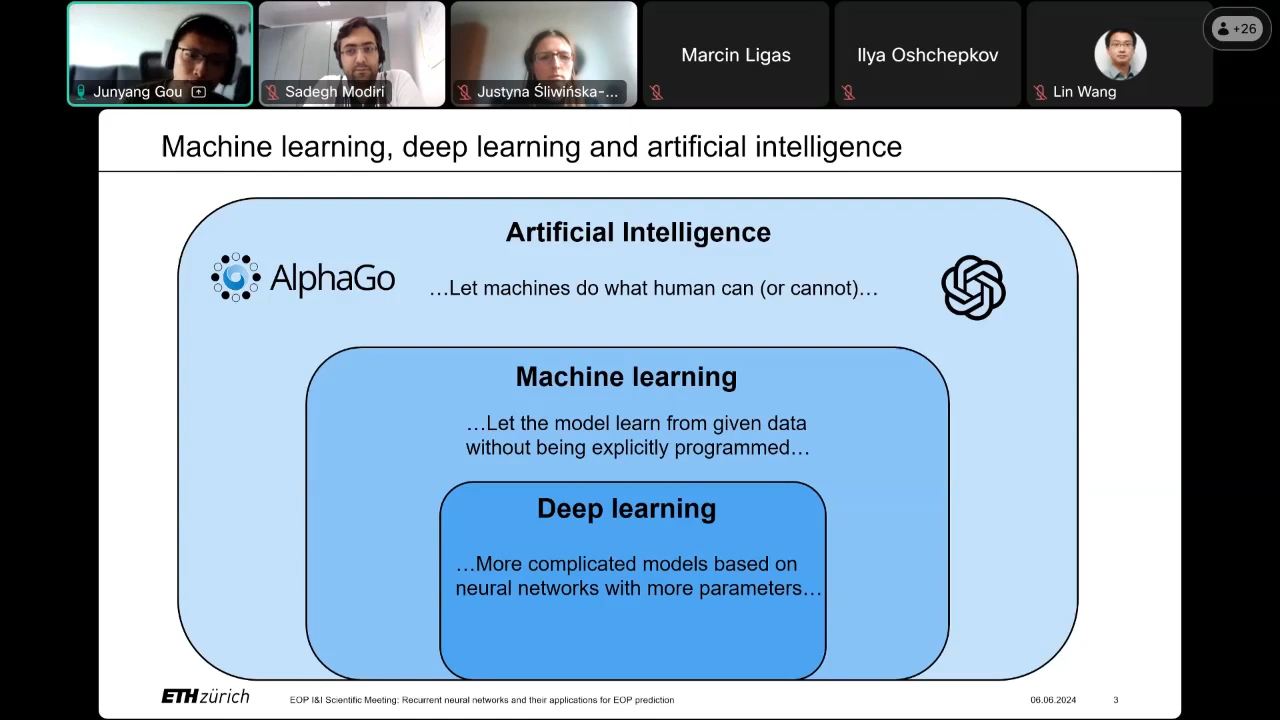 Junyang Gou
Sadegh Modiri
Justyna Śliwińska-...
Marcin Ligas
Ilya Oshchepkov
Lin Wang
+26
Machine learning, deep learning and artificial intelligence
Artificial Intelligence
AlphaGo
…Let machines do what human can (or cannot)…
Machine learning
…Let the model learn from given data
without being explicitly programmed…
Deep learning
…More complicated models based on
neural networks with more parameters…
ETH zürich
EOP I&I Scientific Meeting: Recurrent neural networks and their applications for EOP prediction
06.06.2024
3